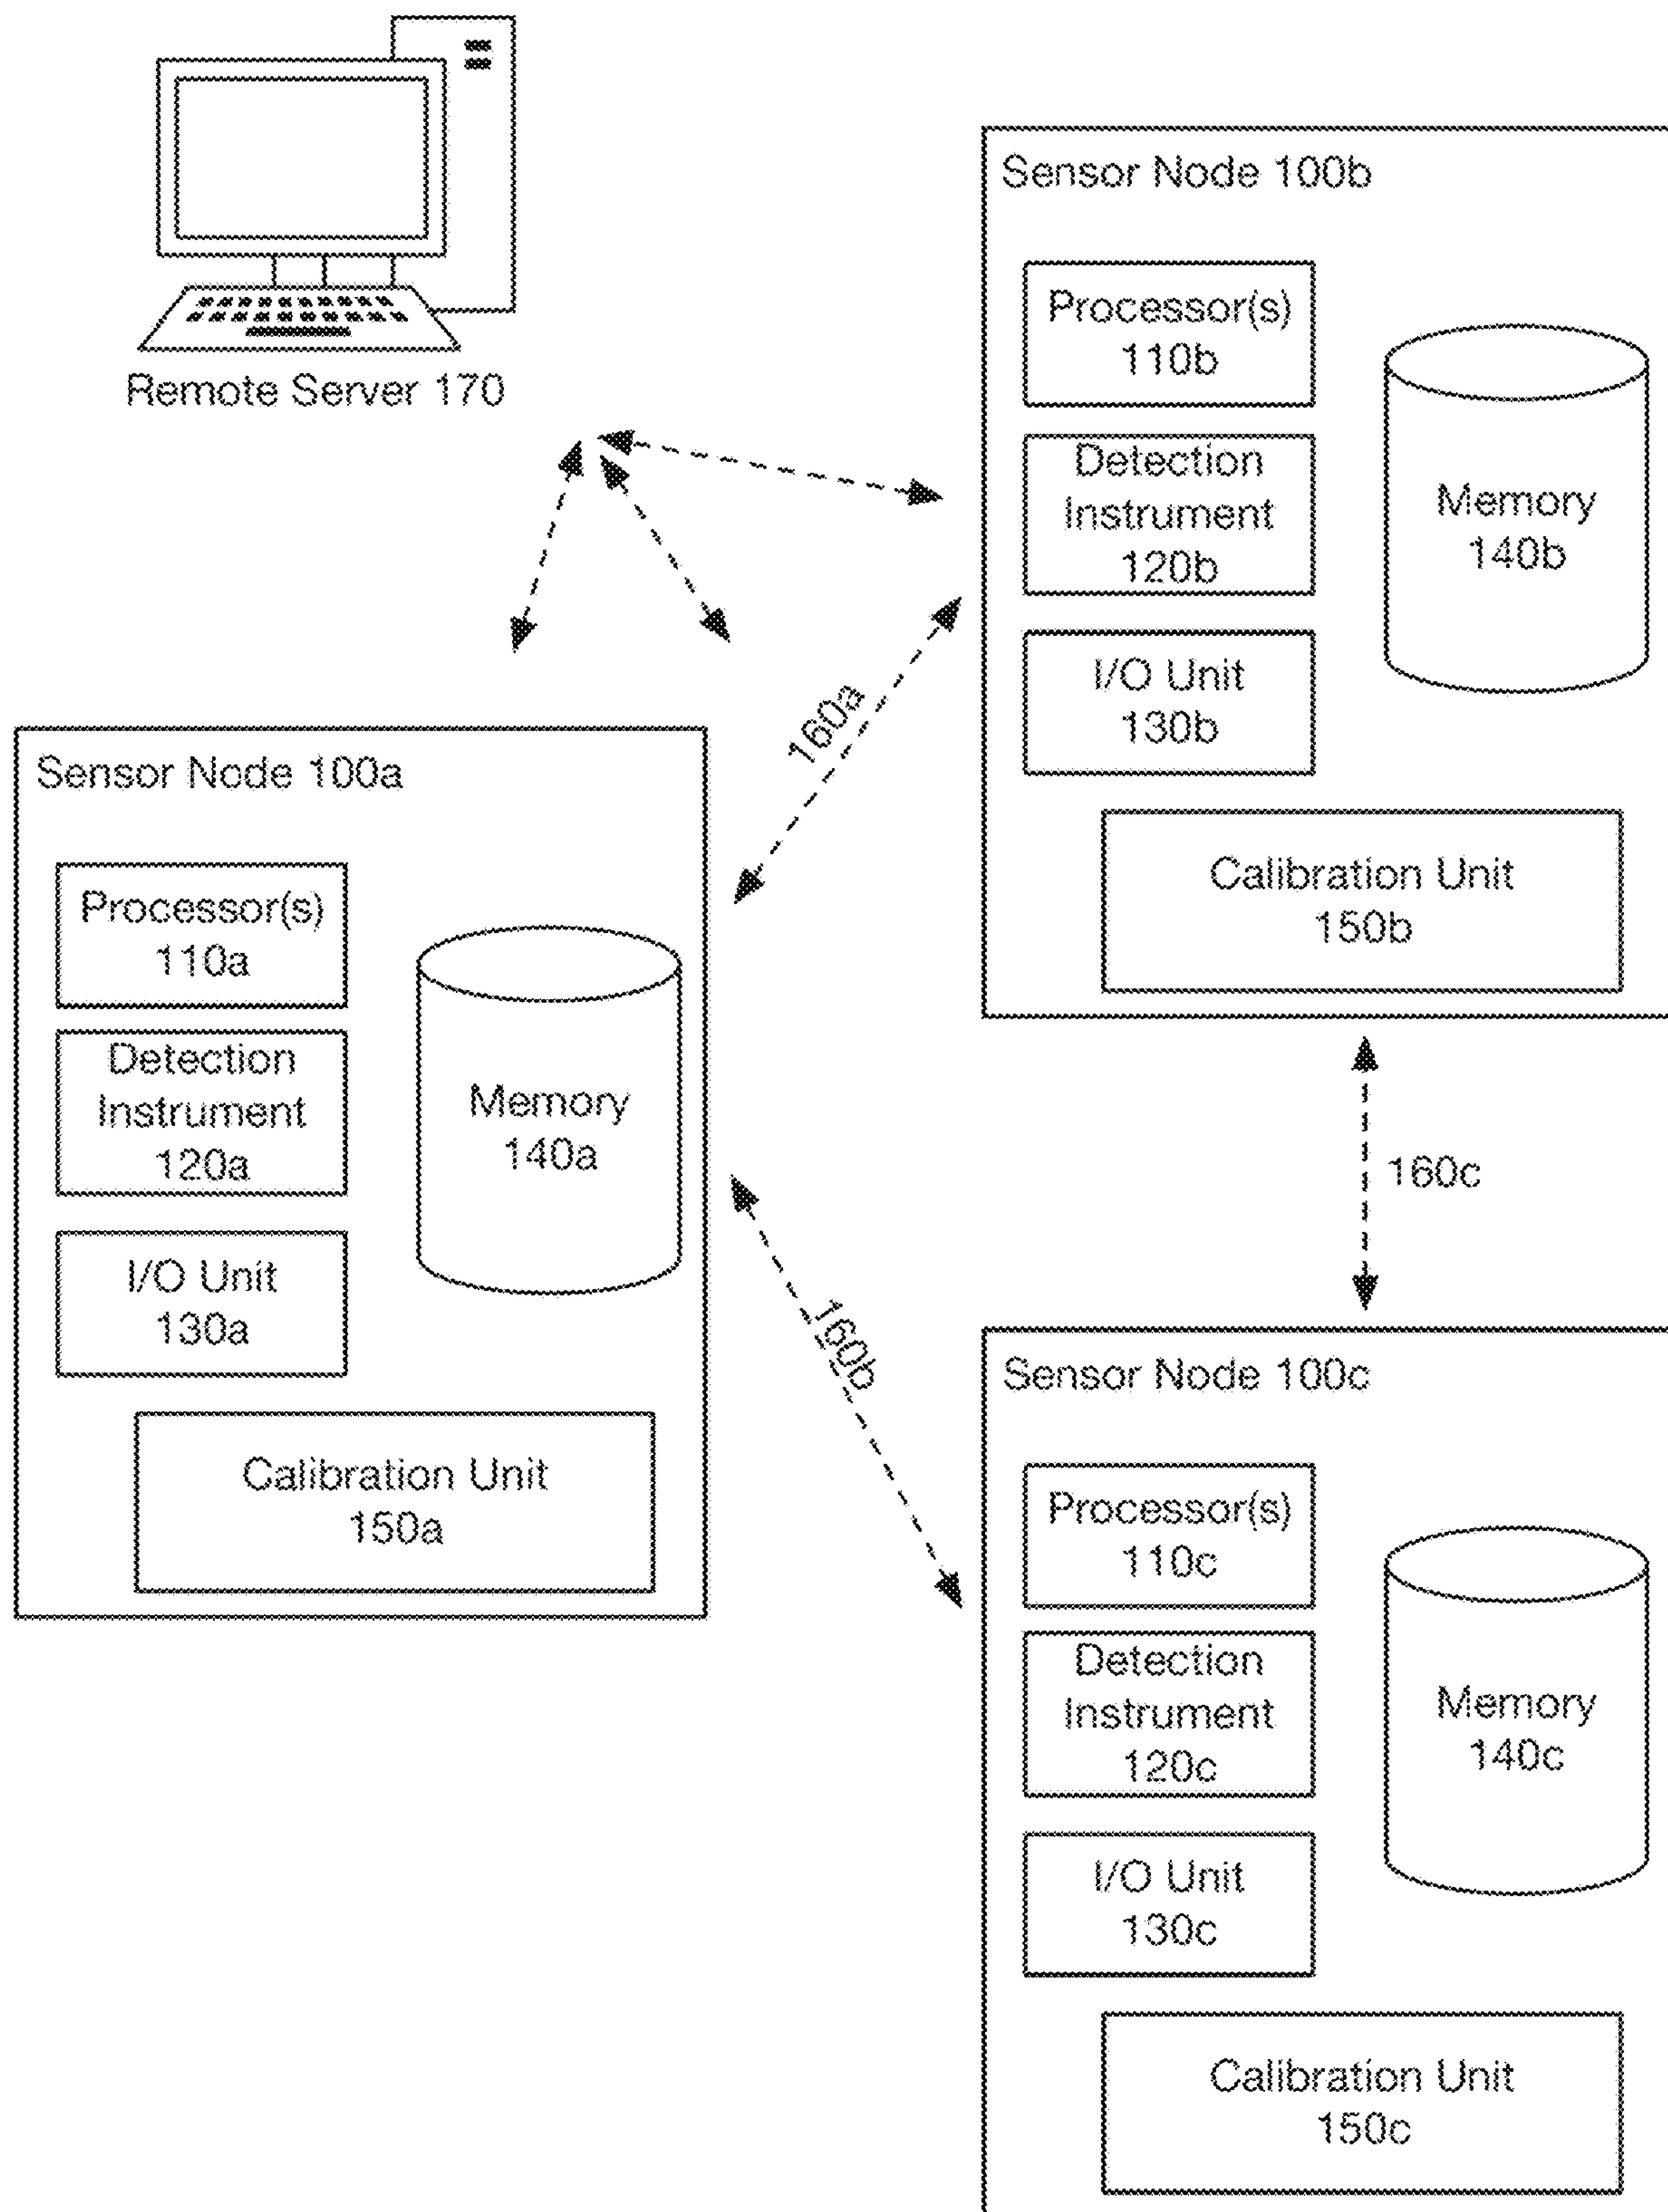 Remote Server 170
Sensor Node 100b
Processor(s)
110b
Detection
Instrument
120b
I/O Unit
130b
Memory
140b
Calibration Unit
150b
160a
Sensor Node 100a
Processor(s)
110a
Detection
Instrument
120a
I/O Unit
130a
Memory
140a
Calibration Unit
150a
160b
160c
Sensor Node 100c
Processor(s)
110c
Detection
Instrument
120c
I/O Unit
130c
Memory
140c
Calibration Unit
150c